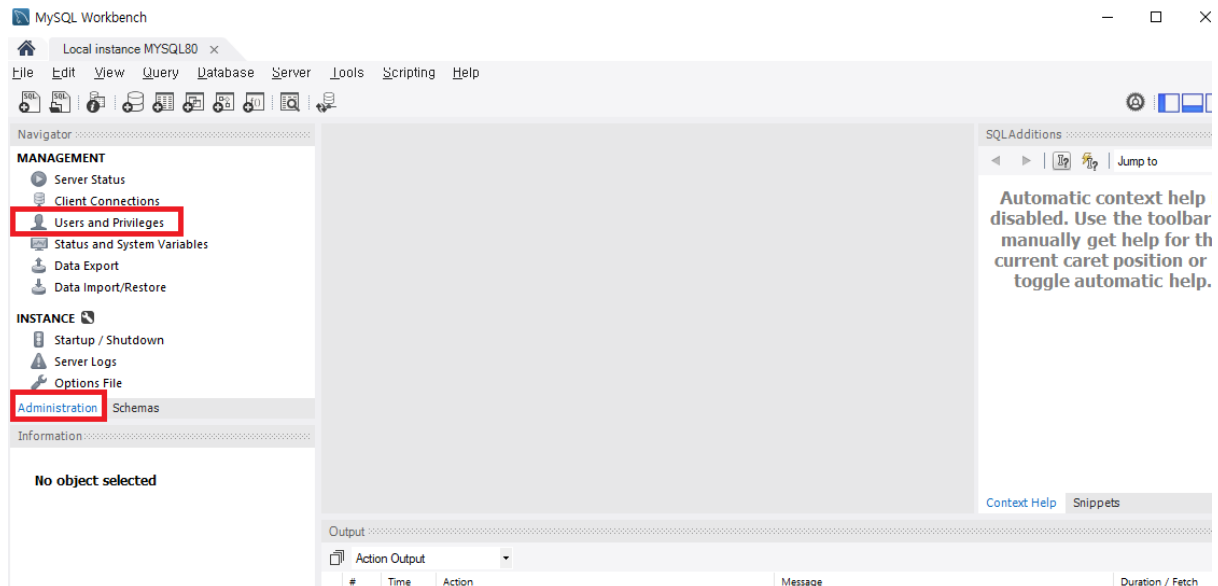 MySQL Workbench
Local instance MYSQL80
File Edit View Query Database Server Tools Scripting Help
SQL SQL
Navigator
SQLAdditions
MANAGEMENT
Jump to
Server Status
Client Connections
Users and Privileges
Status and System Variables
Data Export
Data Import/Restore
Automatic context help
disabled. Use the toolbar
manually get help for th
current caret position or
toggle automatic help.
INSTANCE
Startup / Shutdown
Server Logs
Options File
Administration Schemas
Information
No object selected
Context Help Snippets
Output
Action Output
# Time Action Message Duration / Fetch